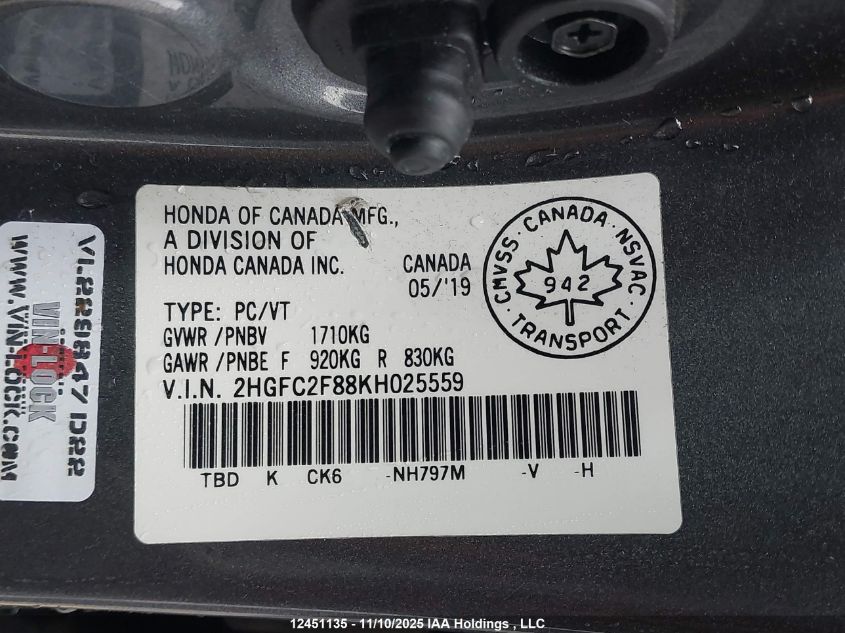 HONDA OF CANADA MFG.,
A DIVISION OF
HONDA CANADA INC.
CANADA
05/'19
TYPE: PC/VT
GVWR /PNBV 1710KG
GAWR /PNBE F 920KG R 830KG
V.I.N. 2HGFC2F88KH025559
TBD K CK6 -NH797M -V -H
CMVSS · CANADA · NSVAC
942
· TRANSPORT ·
VL229847D22
VIN-LOCK
WWW.VIN-LOCK.COM
12451135 - 11/10/2025 IAA Holdings , LLC